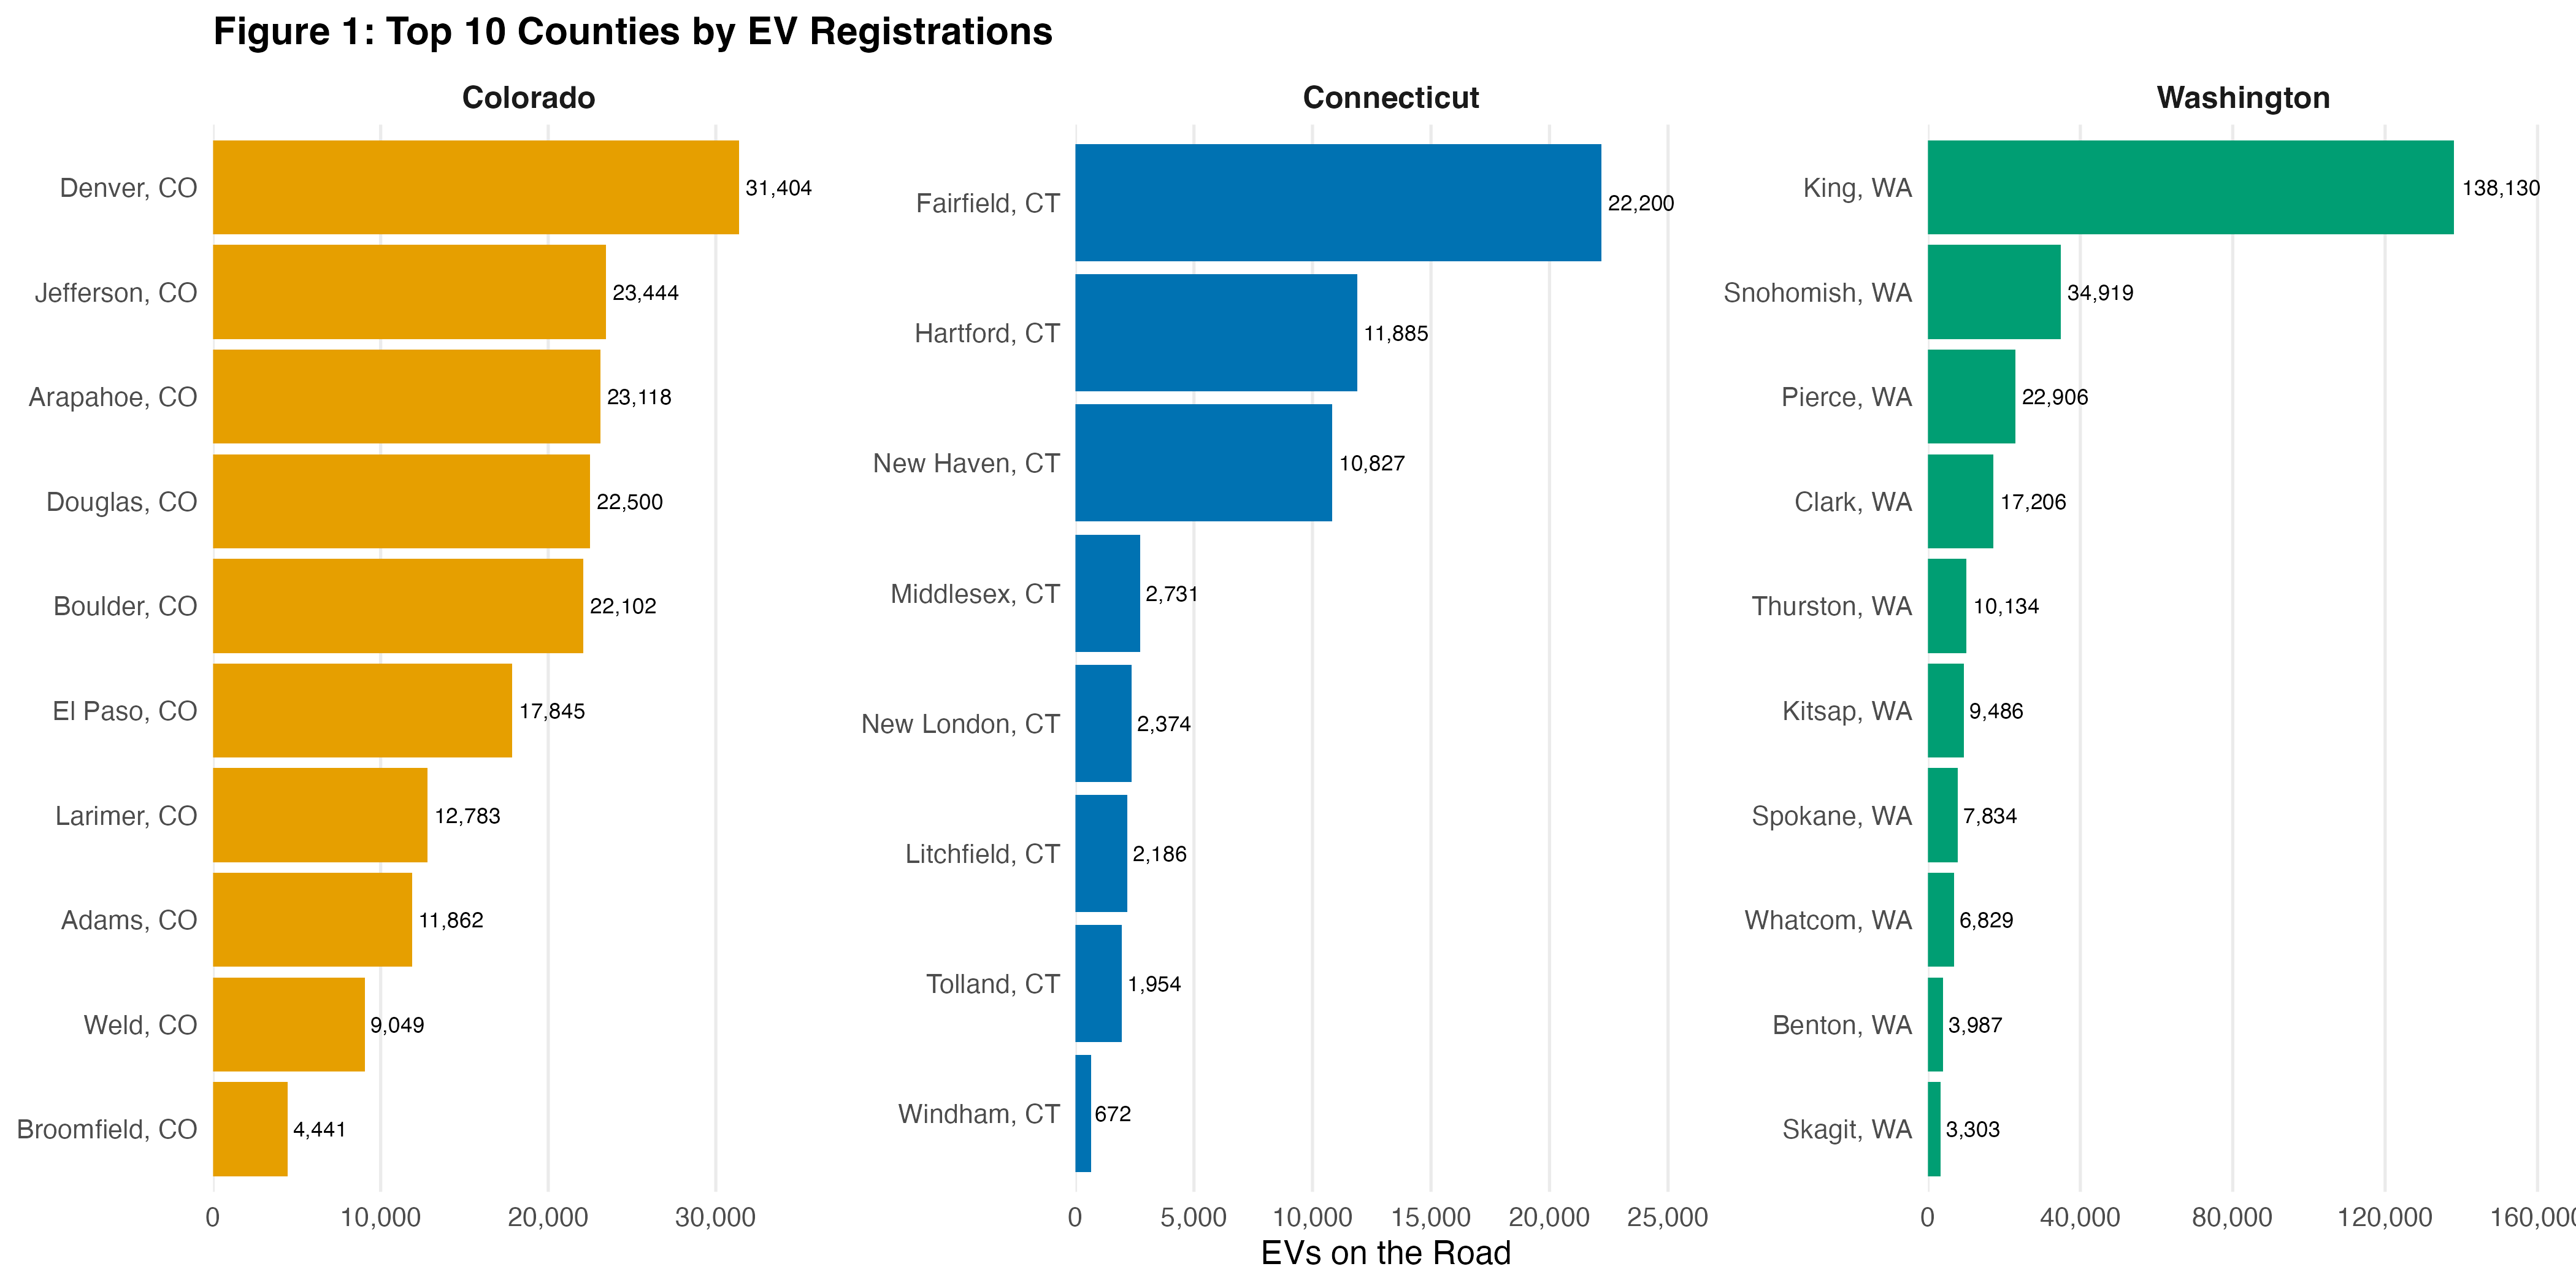 Figure 1: Top 10 Counties by EV Registrations
Colorado
Denver, CO 31,404
Jefferson, CO 23,444
Arapahoe, CO 23,118
Douglas, CO 22,500
Boulder, CO 22,102
El Paso, CO 17,845
Larimer, CO 12,783
Adams, CO 11,862
Weld, CO 9,049
Broomfield, CO 4,441
0 10,000 20,000 30,000
Connecticut
Fairfield, CT 22,200
Hartford, CT 11,885
New Haven, CT 10,827
Middlesex, CT 2,731
New London, CT 2,374
Litchfield, CT 2,186
Tolland, CT 1,954
Windham, CT 672
0 5,000 10,000 15,000 20,000 25,000
Washington
King, WA 138,130
Snohomish, WA 34,919
Pierce, WA 22,906
Clark, WA 17,206
Thurston, WA 10,134
Kitsap, WA 9,486
Spokane, WA 7,834
Whatcom, WA 6,829
Benton, WA 3,987
Skagit, WA 3,303
0 40,000 80,000 120,000 160,000
EVs on the Road